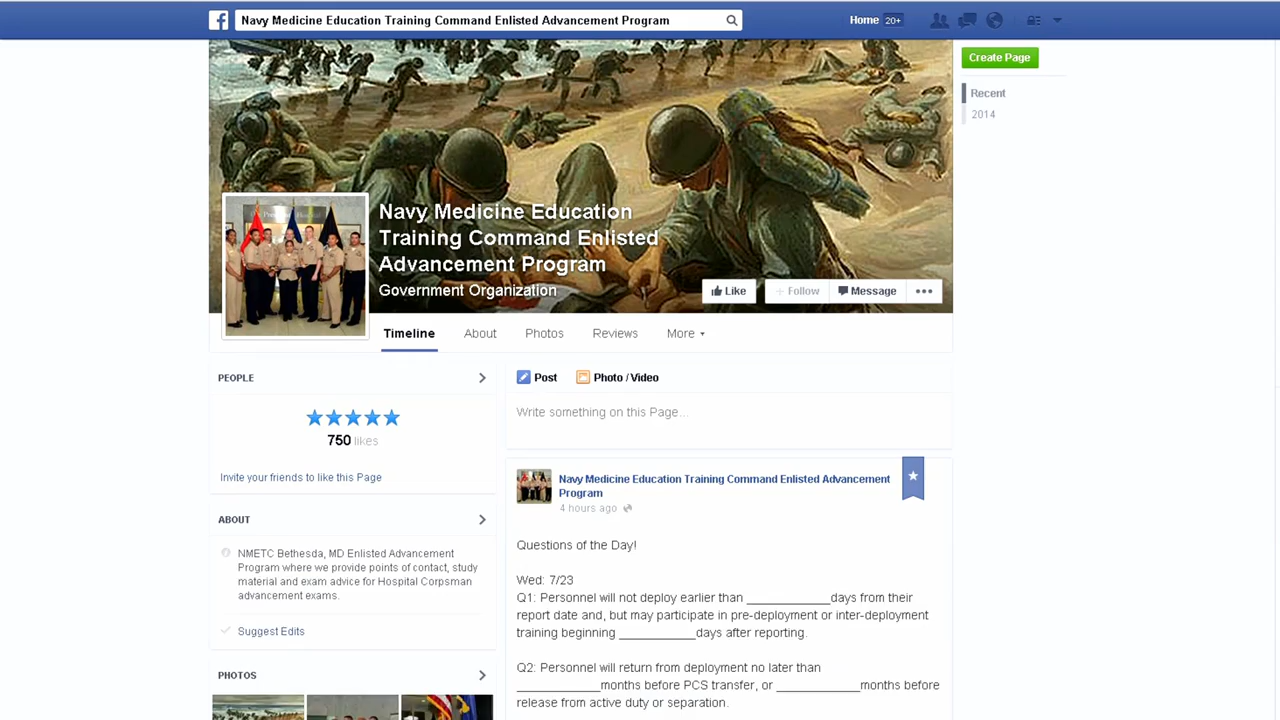 Navy Medicine Education Training Command Enlisted Advancement Program
Home 20+
Create Page
Recent
2014
Navy Medicine Education
Training Command Enlisted
Advancement Program
Government Organization
Like
+ Follow
Message
Timeline
About
Photos
Reviews
More
PEOPLE
750 likes
Invite your friends to like this Page
ABOUT
NMETC Bethesda, MD Enlisted Advancement
Program where we provide points of contact, study
material and exam advice for Hospital Corpsman
advancement exams.
Suggest Edits
PHOTOS
Post
Photo / Video
Write something on this Page...
Navy Medicine Education Training Command Enlisted Advancement
Program
4 hours ago
Questions of the Day!
Wed: 7/23
Q1: Personnel will not deploy earlier than _____________days from their
report date and, but may participate in pre-deployment or inter-deployment
training beginning ____________days after reporting.
Q2: Personnel will return from deployment no later than
_____________months before PCS transfer, or _____________months before
release from active duty or separation.